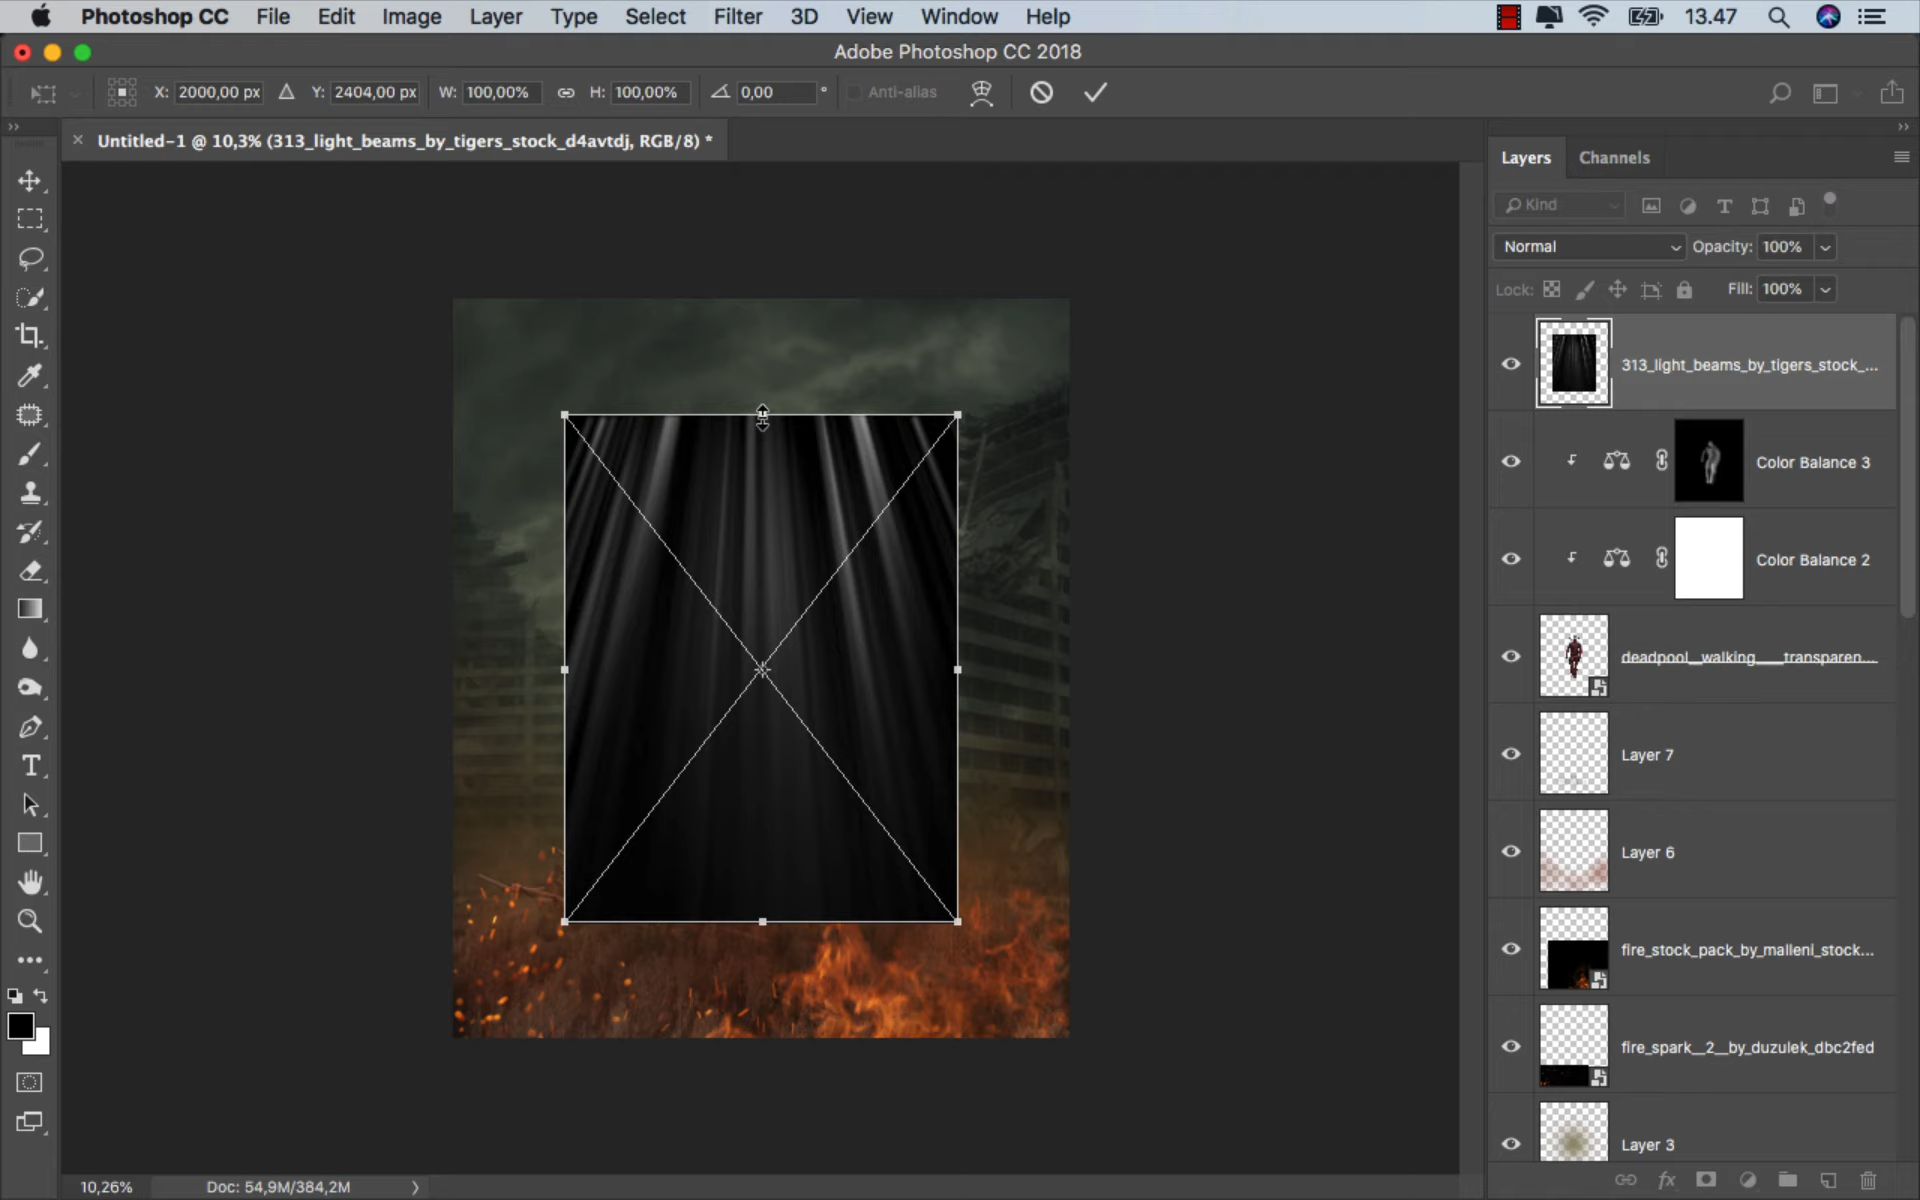 Photoshop CC File Edit Image Layer Type Select Filter 3D View Window Help 13.47
Adobe Photoshop CC 2018
X: 2000,00 px Y: 2404,00 px W: 100,00% H: 100,00% 0,00 ° Anti-alias
Untitled-1 @ 10,3% (313_light_beams_by_tigers_stock_d4avtdj, RGB/8) *
Layers Channels
Kind
Normal Opacity: 100%
Lock: Fill: 100%
313_light_beams_by_tigers_stock_...
Color Balance 3
Color Balance 2
deadpool__walking____transparen...
Layer 7
Layer 6
fire_stock_pack_by_malleni_stock...
fire_spark__2__by_duzulek_dbc2fed
Layer 3
10,26% Doc: 54,9M/384,2M